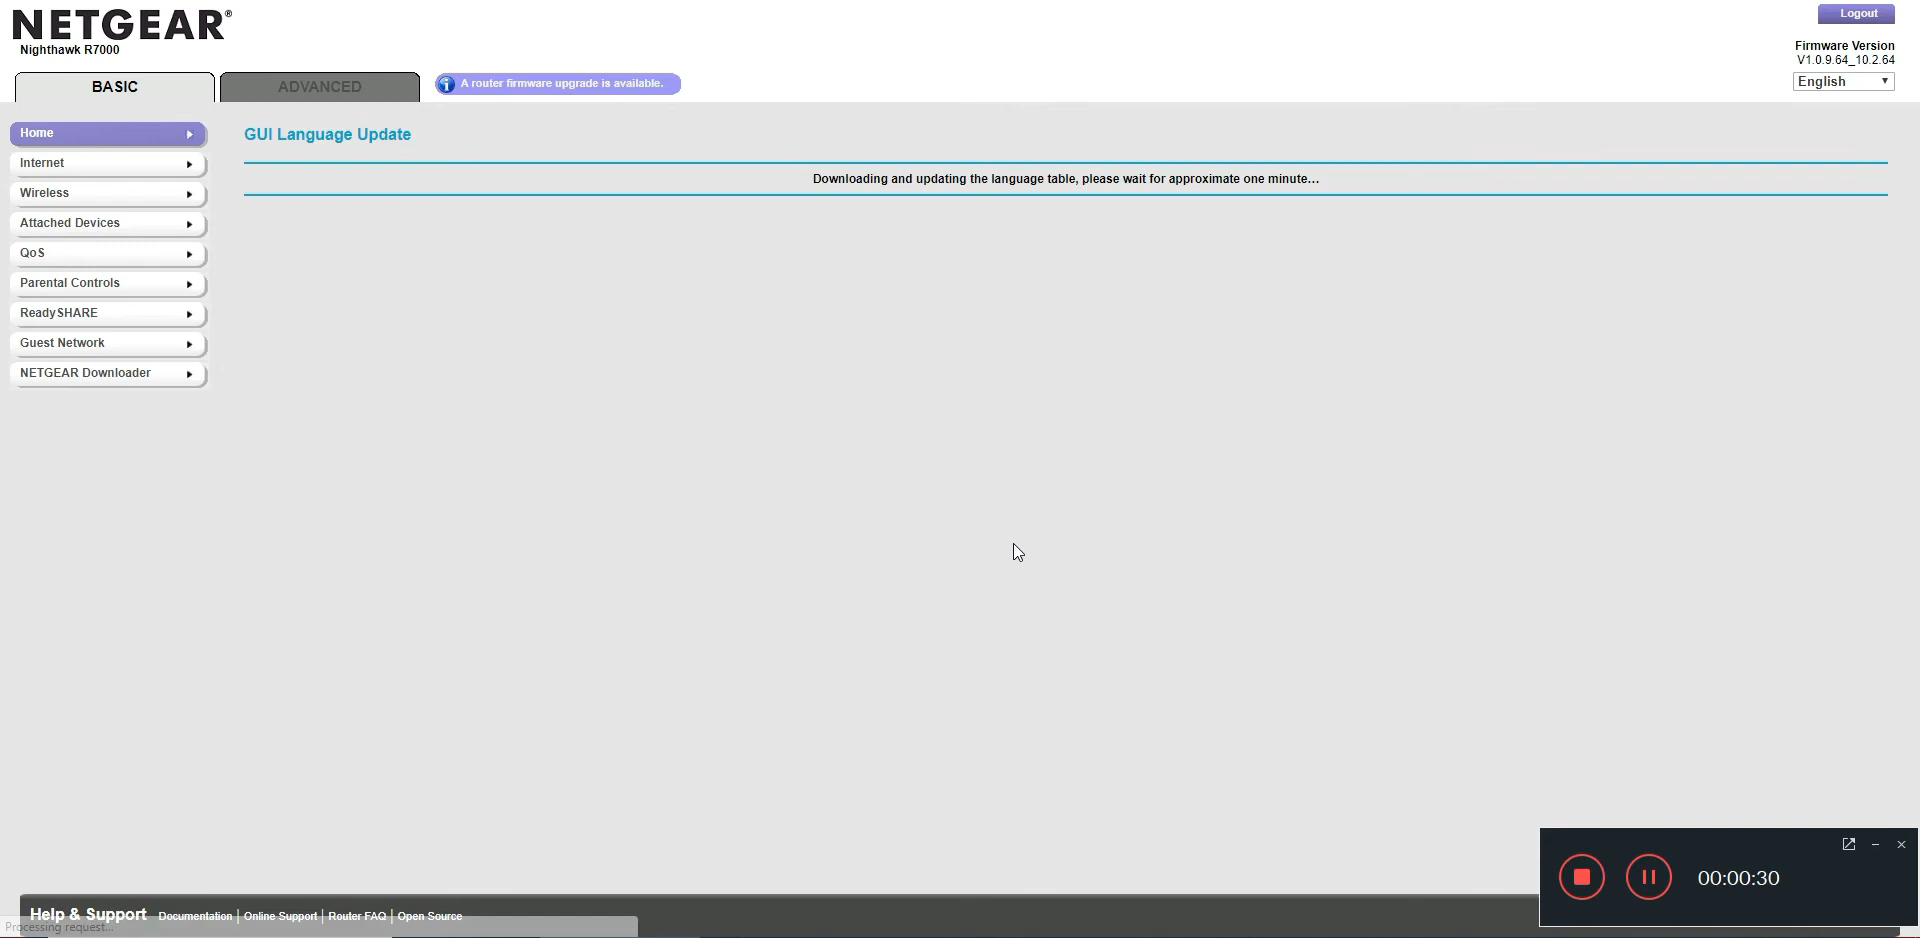 NETGEAR®
Nighthawk R7000
Logout
Firmware Version
V1.0.9.64_10.2.64
English
BASIC
ADVANCED
A router firmware upgrade is available.
Home
Internet
Wireless
Attached Devices
QoS
Parental Controls
ReadySHARE
Guest Network
NETGEAR Downloader
GUI Language Update
Downloading and updating the language table, please wait for approximate one minute...
00:00:30
Help & Support Documentation | Online Support | Router FAQ | Open Source
Processing request...